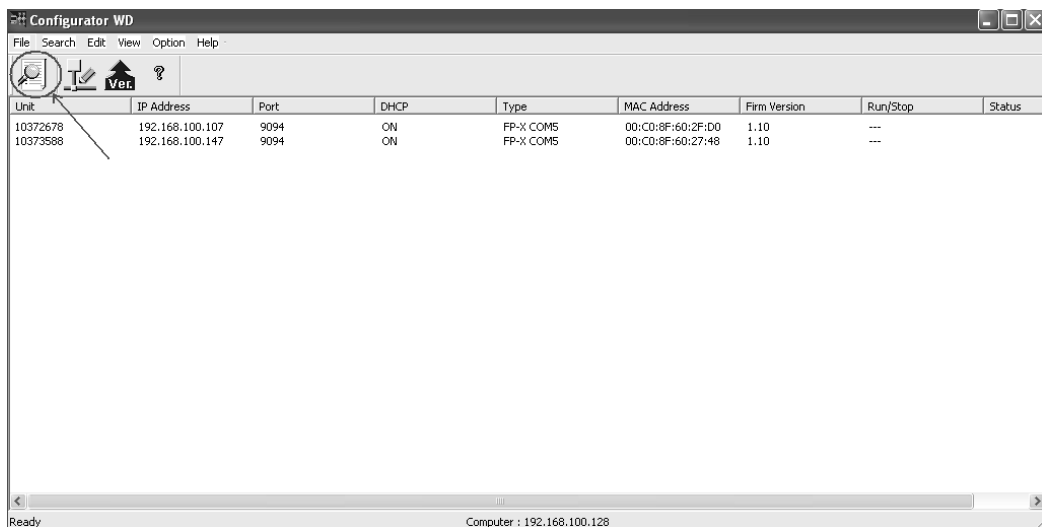 Configurator WD
File Search Edit View Option Help
Ver.
Unit IP Address Port DHCP Type MAC Address Firm Version Run/Stop Status
10372678 192.168.100.107 9094 ON FP-X COM5 00:C0:8F:60:2F:D0 1.10 ---
10373588 192.168.100.147 9094 ON FP-X COM5 00:C0:8F:60:27:48 1.10 ---
Ready Computer : 192.168.100.128